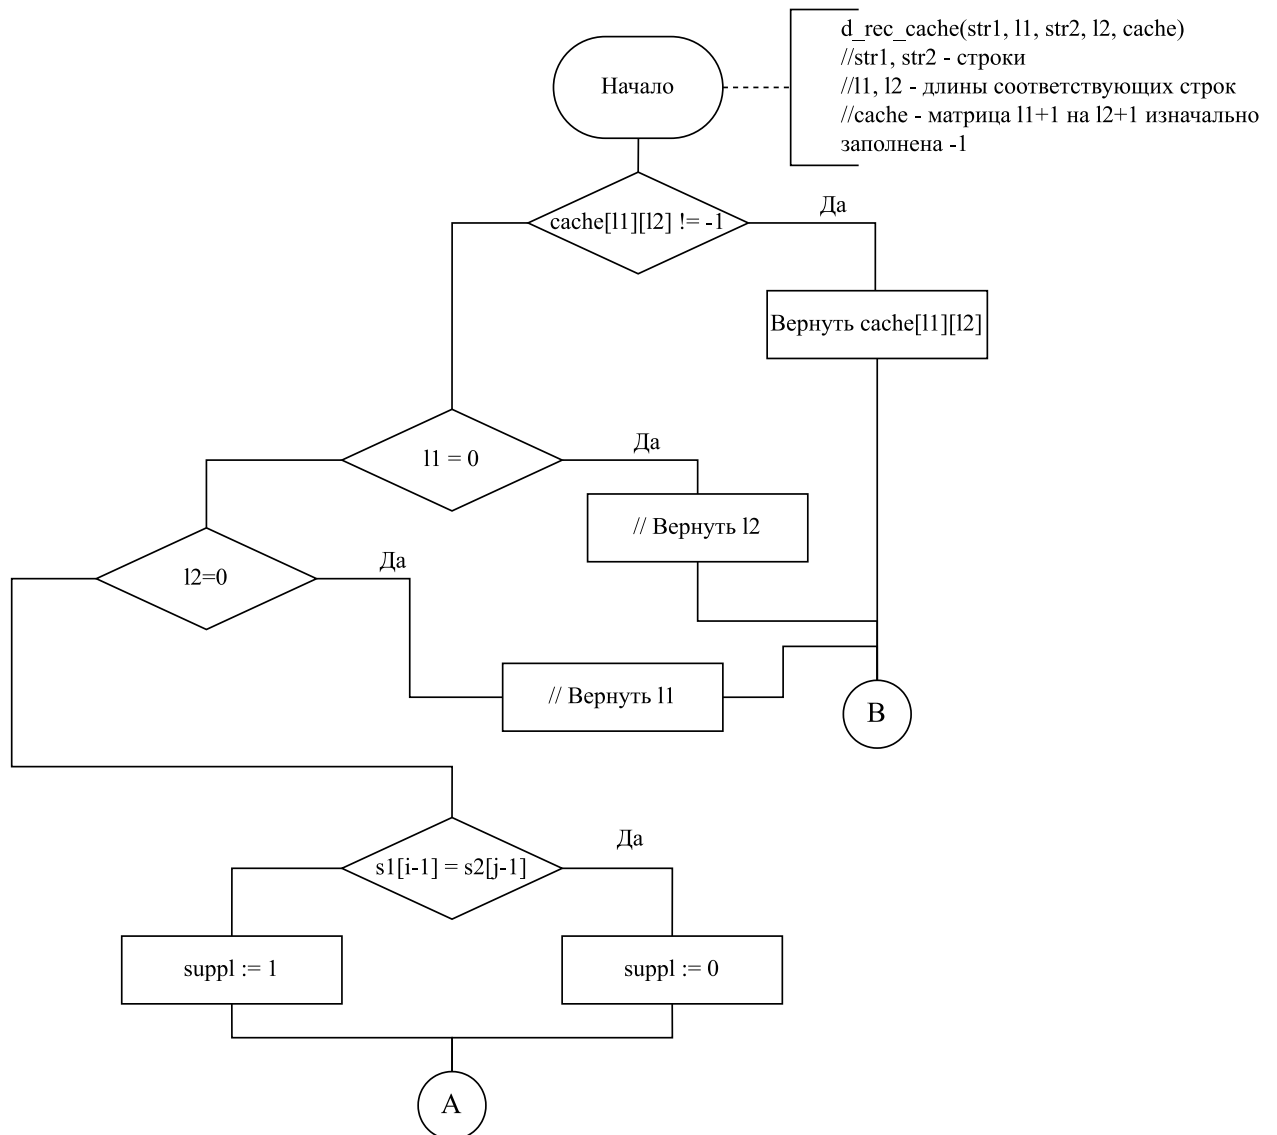 Начало
d_rec_cache(str1, l1, str2, l2, cache)
//str1, str2 - строки
//l1, l2 - длины соответствующих строк
//cache - матрица l1+1 на l2+1 изначально
заполнена -1
cache[l1][l2] != -1
Да
Вернуть cache[l1][l2]
l1 = 0
Да
// Вернуть l2
l2=0
Да
// Вернуть l1
B
s1[i-1] = s2[j-1]
Да
suppl := 1
suppl := 0
A